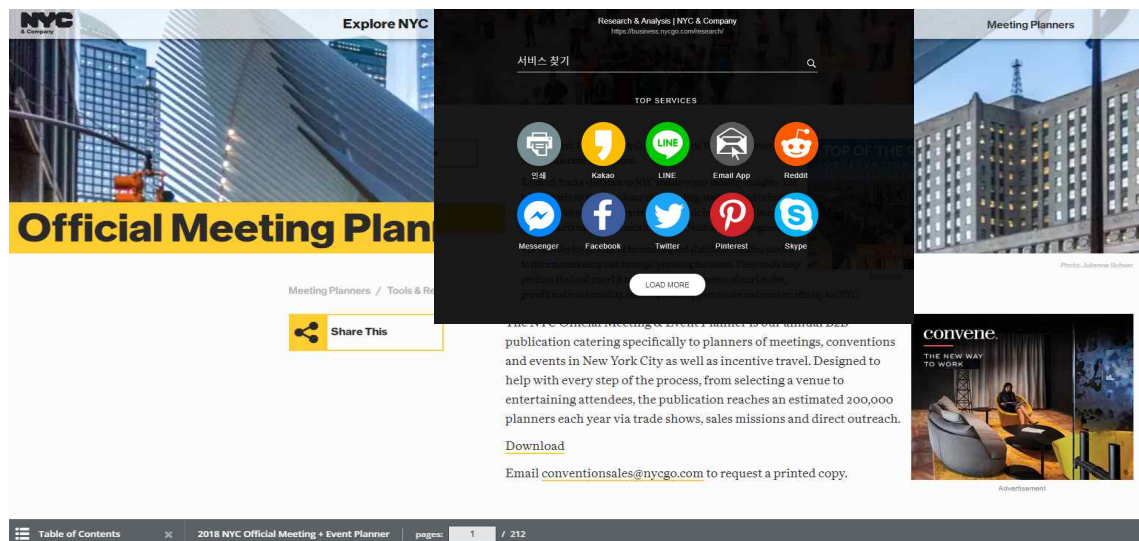 NYC
& Company
Explore NYC
Research & Analysis | NYC & Company
https://business.nycgo.com/research/
Meeting Planners
서비스 찾기
TOP SERVICES
LINE
인쇄
Kakao
LINE
Email App
Reddit
TOP OF THE
Messenger
Facebook
Twitter
Pinterest
Skype
Official Meeting Plan
LOAD MORE
Photo: Julienne Schaer
Meeting Planners / Tools & Re
growth and sustainability,
Share This
The NYC Official Meeting & Event Planner is our annual B2B
publication catering specifically to planners of meetings, conventions
and events in New York City as well as incentive travel. Designed to
help with every step of the process, from selecting a venue to
entertaining attendees, the publication reaches an estimated 200,000
planners each year via trade shows, sales missions and direct outreach.
Download
Email conventionsales@nycgo.com to request a printed copy.
convene.
THE NEW WAY
TO WORK
Advertisement
Table of Contents
2018 NYC Official Meeting + Event Planner
pages: 1 / 212